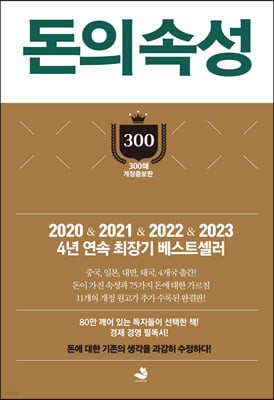 돈의 속성
300
300쇄
개정증보판
2020 & 2021 & 2022 & 2023
4년 연속 최장기 베스트셀러
중국, 일본, 대만, 태국, 4개국 출간!
돈이 가진 속성과 75가지 돈에 대한 가르침
11개의 개정 원고가 추가 수록된 완결판!
80만 깨어 있는 독자들이 선택한 책!
경제 경영 필독서!
돈에 대한 기존의 생각을 과감히 수정하다!